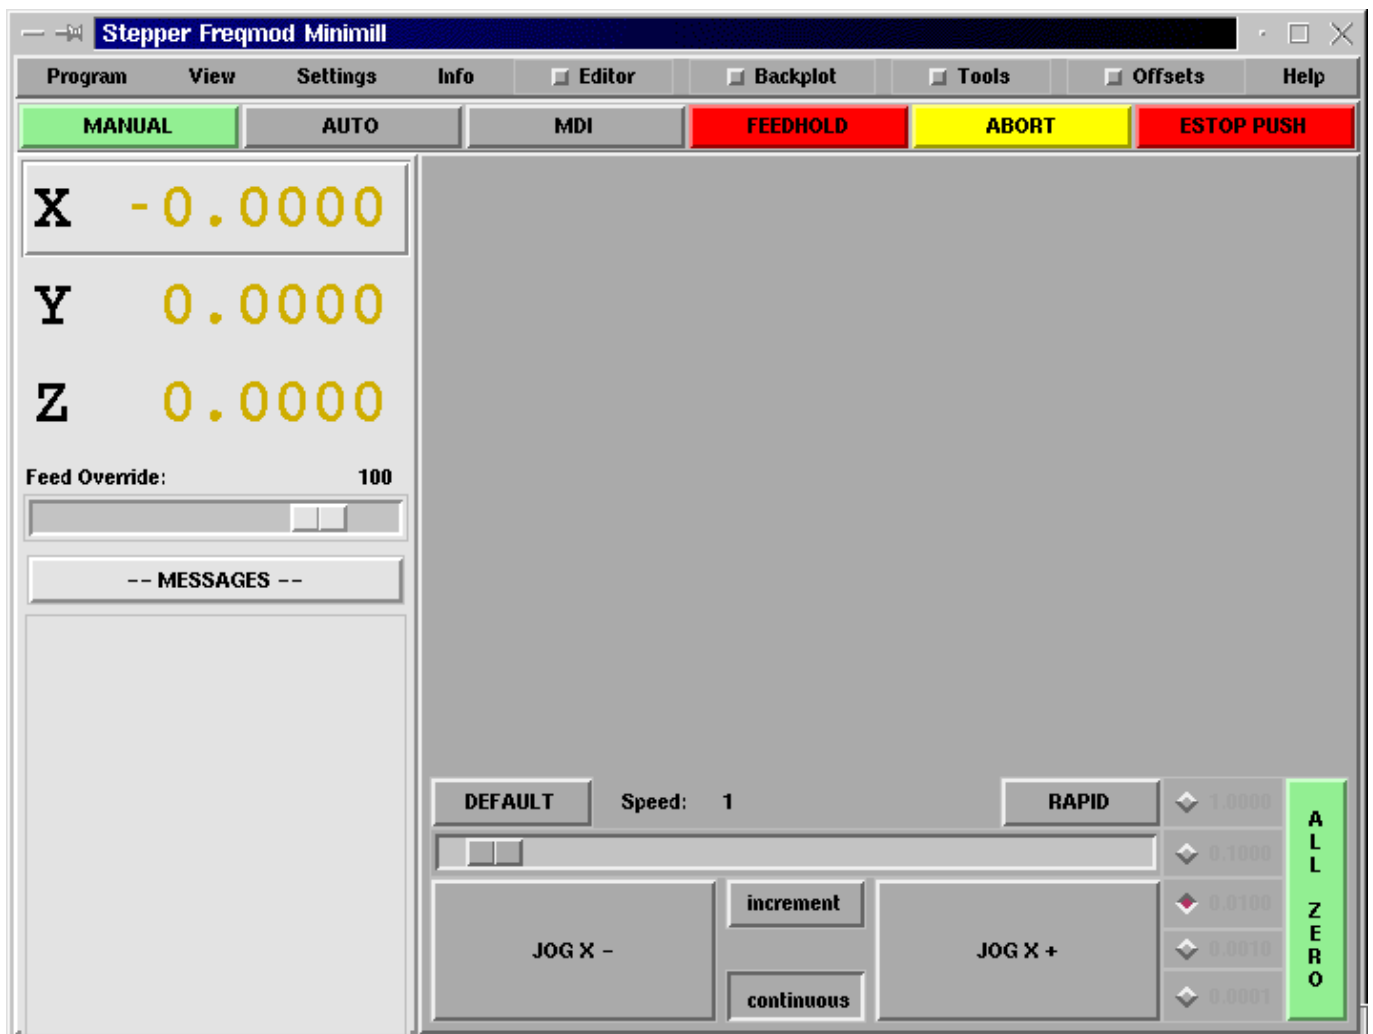 Stepper Freqmod Minimill
Program View Settings Info Editor Backplot Tools Offsets Help
MANUAL AUTO MDI FEEDHOLD ABORT ESTOP PUSH
X -0.0000
Y 0.0000
Z 0.0000
Feed Override: 100
-- MESSAGES --
DEFAULT Speed: 1 RAPID
1.0000
0.1000
0.0100
0.0010
0.0001
ALL ZERO
increment
JOG X - JOG X +
continuous